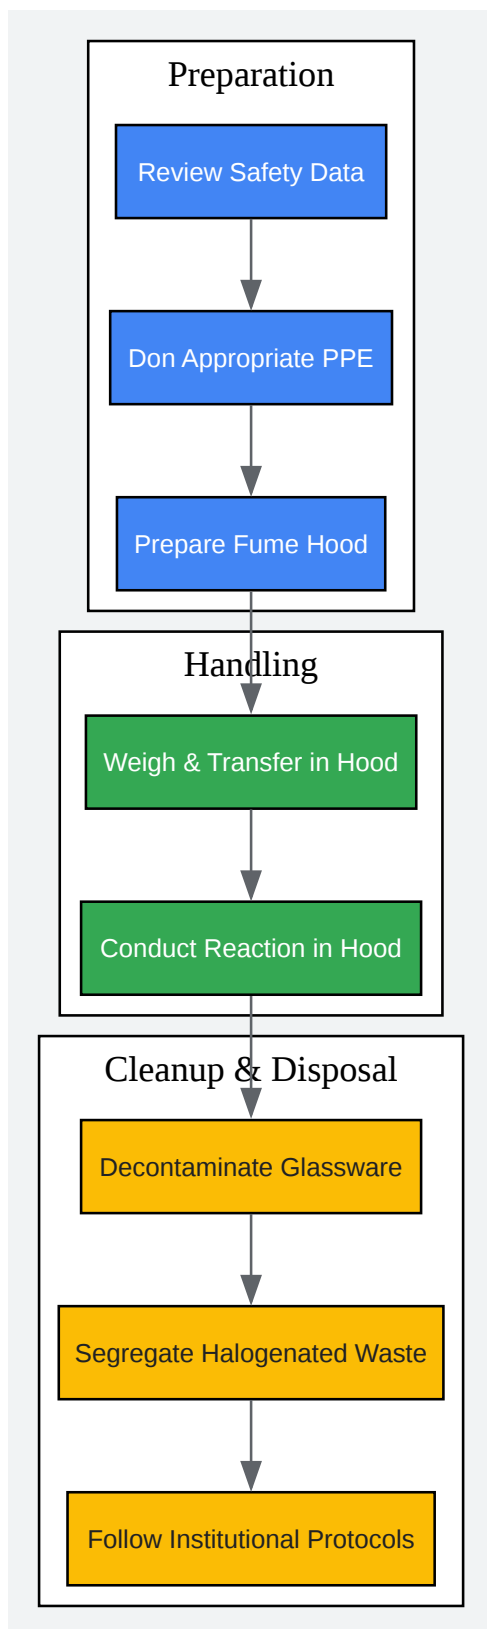 Preparation
Review Safety Data
Don Appropriate PPE
Prepare Fume Hood
Handling
Weigh & Transfer in Hood
Conduct Reaction in Hood
Cleanup & Disposal
Decontaminate Glassware
Segregate Halogenated Waste
Follow Institutional Protocols